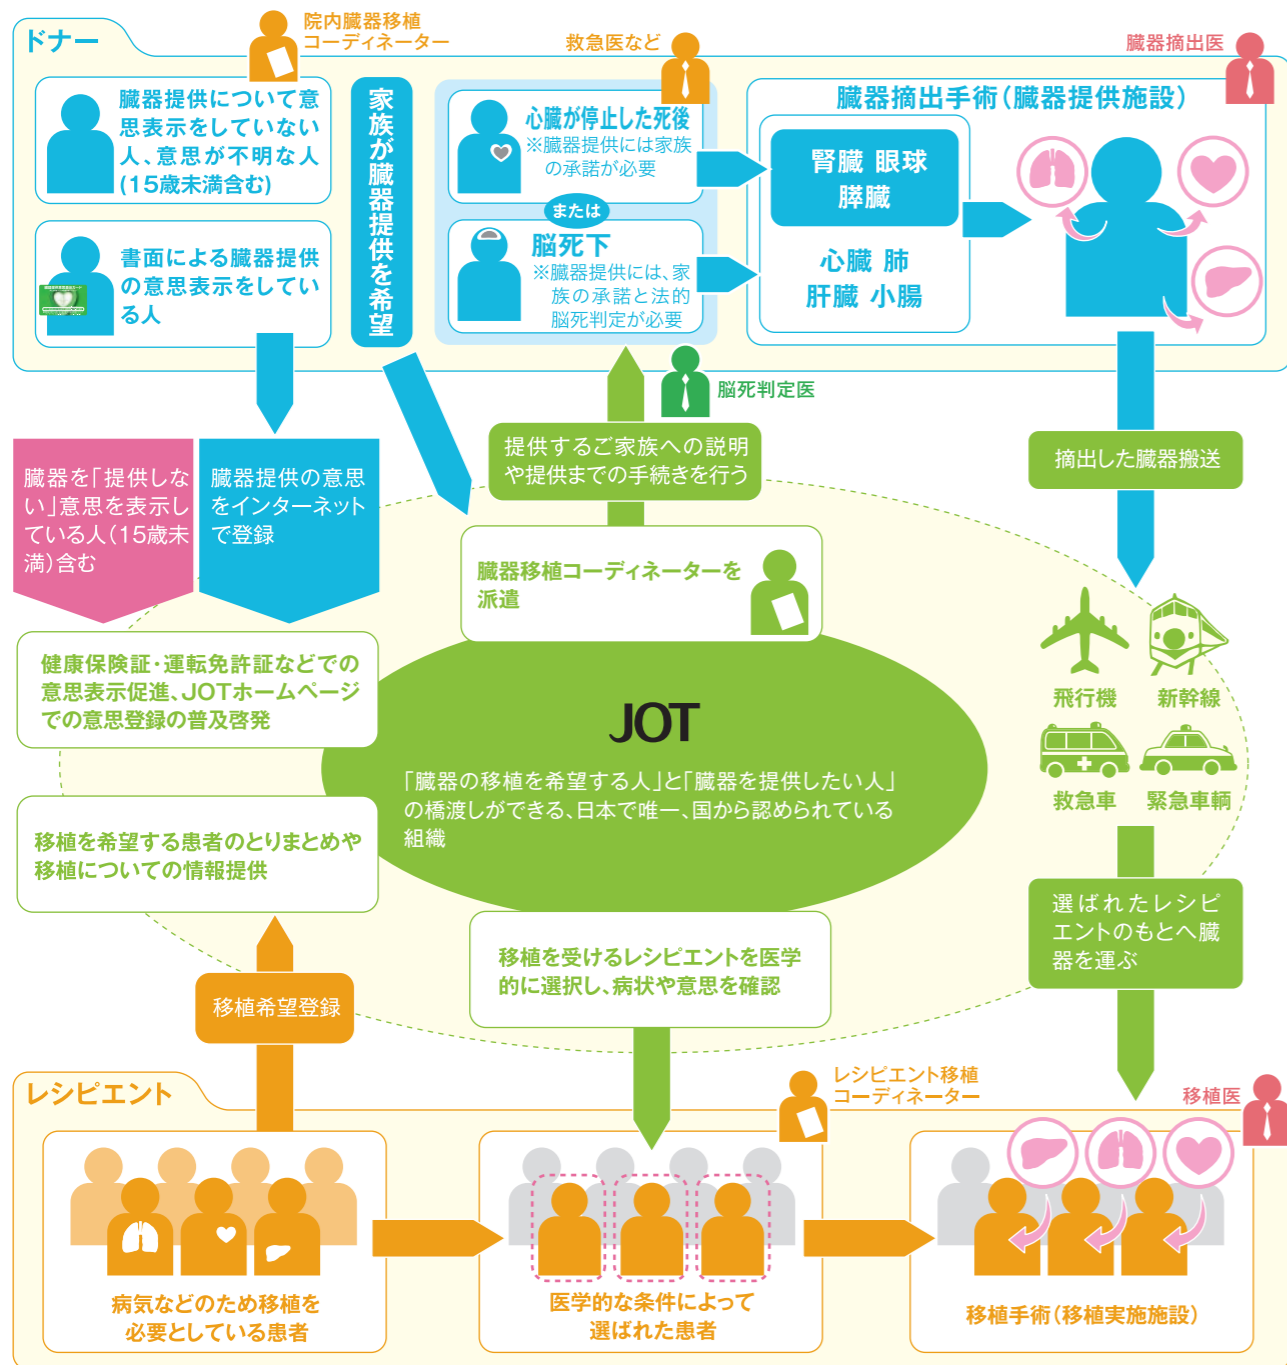 ドナー
院内臓器移植
コーディネーター
救急医など
臓器摘出医
臓器提供について意
思表示をしていない
人、意思が不明な人
(15歳未満含む)
書面による臓器提供
の意思表示をしてい
る人
家族が臓器提供を希望
心臓が停止した死後
※臓器提供には家族
の承諾が必要
または
脳死下
※臓器提供には、家
族の承諾と法的
脳死判定が必要
臓器摘出手術(臓器提供施設)
腎臓 眼球
膵臓
心臓 肺
肝臓 小腸
脳死判定医
臓器を「提供しな
い」意思を表示し
ている人(15歳未
満)含む
臓器提供の意思
をインターネット
で登録
提供するご家族への説明
や提供までの手続きを行う
摘出した臓器搬送
臓器移植コーディネーターを
派遣
健康保険証・運転免許証などでの
意思表示促進、JOTホームページ
での意思登録の普及啓発
JOT
「臓器の移植を希望する人」と「臓器を提供したい人」
の橋渡しができる、日本で唯一、国から認められている
組織
飛行機
新幹線
救急車
緊急車輌
移植を希望する患者のとりまとめや
移植についての情報提供
選ばれたレシピ
エントのもとへ臓
器を運ぶ
移植を受けるレシピエントを医学
的に選択し、病状や意思を確認
移植希望登録
レシピエント
レシピエント移植
コーディネーター
移植医
病気などのため移植を
必要としている患者
医学的な条件によって
選ばれた患者
移植手術(移植実施施設)